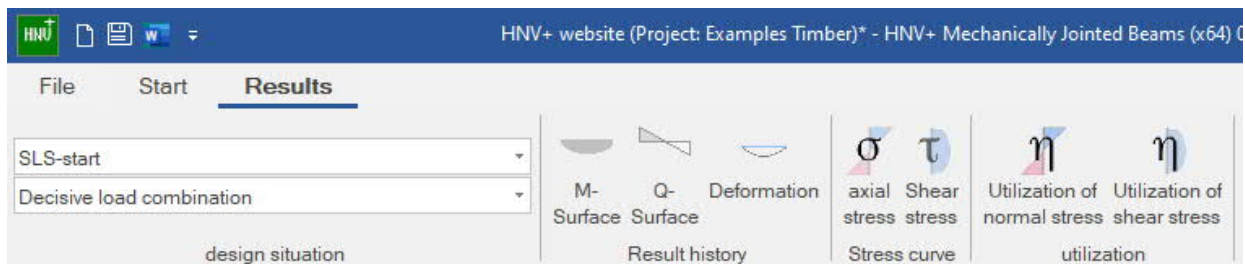 HNV+
W
HNV+ website (Project: Examples Timber)* - HNV+ Mechanically Jointed Beams (x64)
File Start Results
SLS-start
Decisive load combination
M- Q- Deformation σ axial τ Shear η Utilization of η Utilization of
Surface Surface stress stress normal stress shear stress
design situation Result history Stress curve utilization